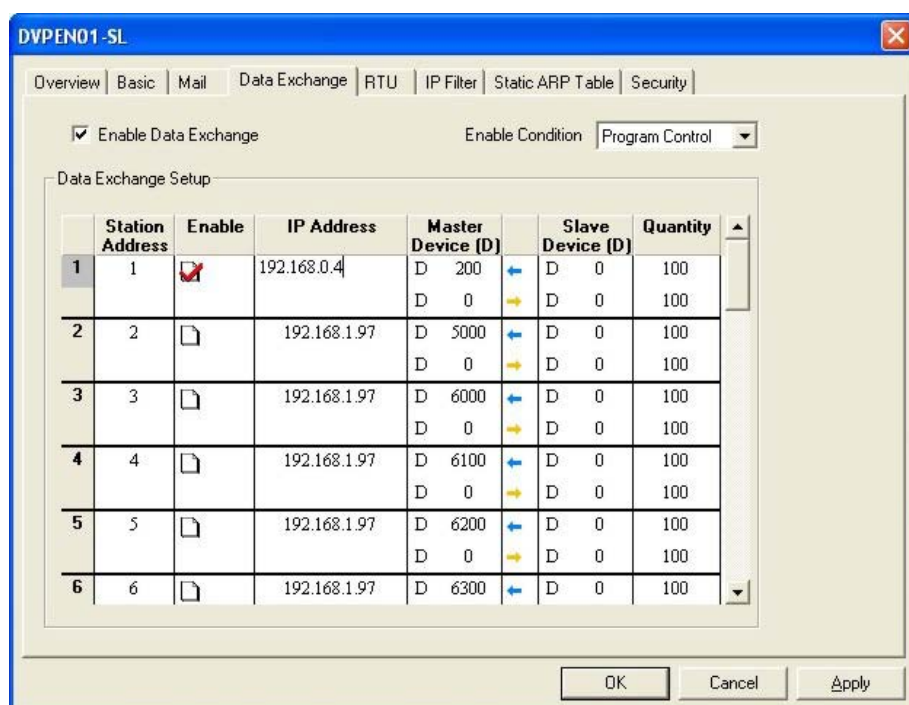 DVPEN01-SL
Overview Basic Mail Data Exchange RTU IP Filter Static ARP Table Security
Enable Data Exchange Enable Condition Program Control
Data Exchange Setup
Station Address Enable IP Address Master Device (D) Slave Device (D) Quantity
1 1 192.168.0.4 D 200 D 0 100
D 0 D 0 100
2 2 192.168.1.97 D 5000 D 0 100
D 0 D 0 100
3 3 192.168.1.97 D 6000 D 0 100
D 0 D 0 100
4 4 192.168.1.97 D 6100 D 0 100
D 0 D 0 100
5 5 192.168.1.97 D 6200 D 0 100
D 0 D 0 100
6 6 192.168.1.97 D 6300 D 0 100
OK Cancel Apply